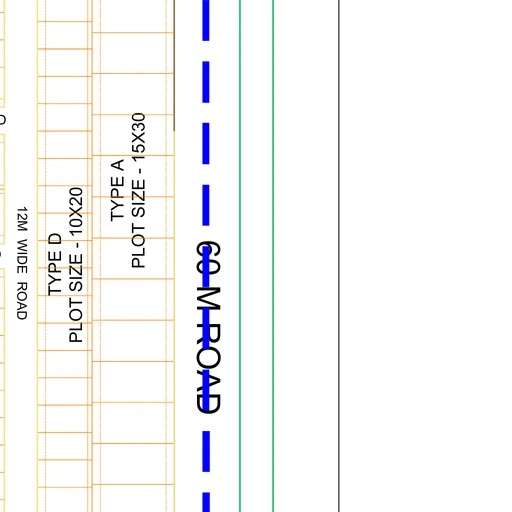 12M WIDE ROAD
TYPE D
PLOT SIZE - 10X20
TYPE A
PLOT SIZE - 15X30
60 M ROAD